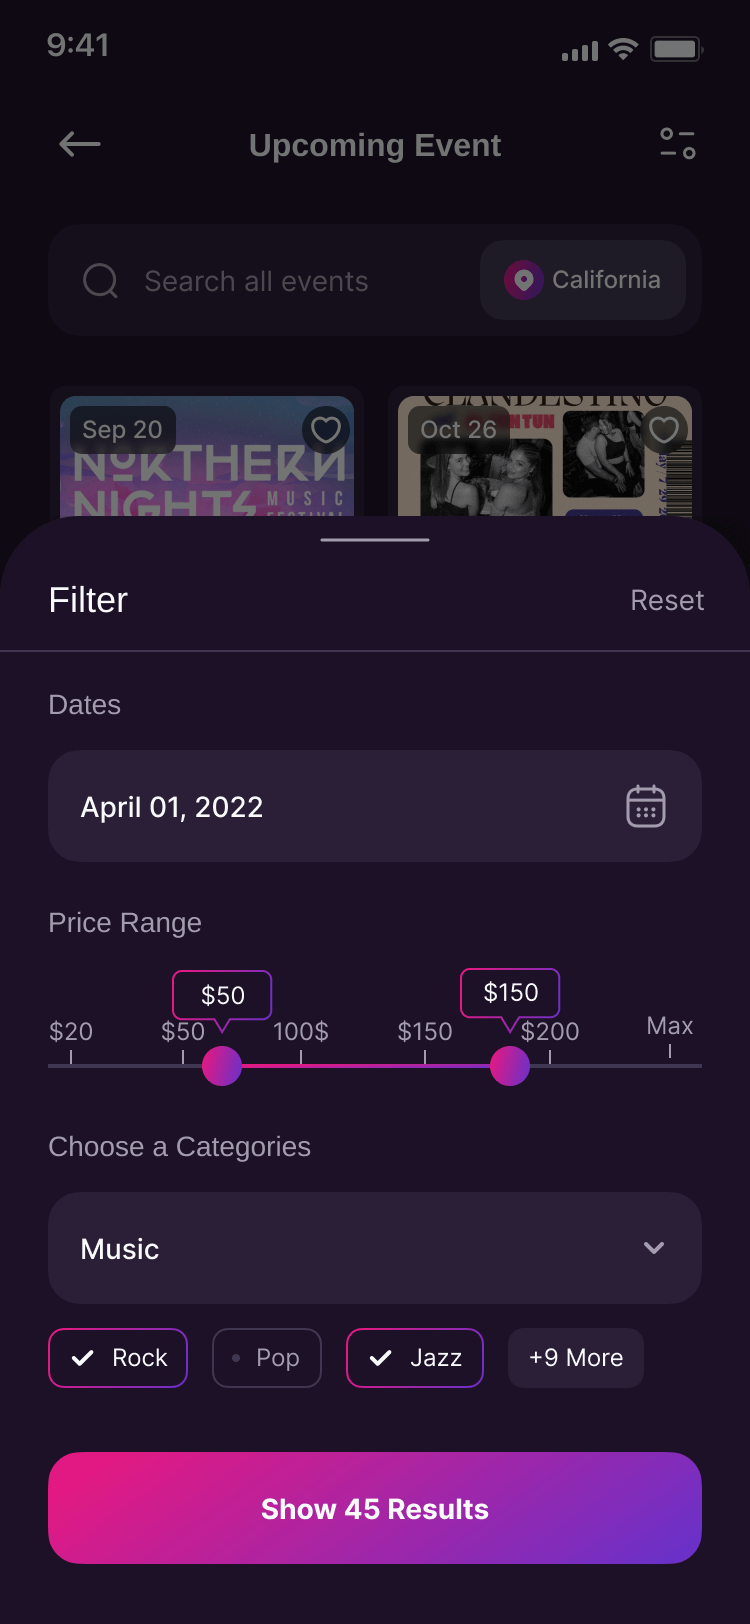 9:41
Upcoming Event
Search all events
California
CLANDESTINO
Sep 20
Oct 26
NORTHERN
NIGHTS MUSIC
FESTIVAL
Filter
Reset
Dates
April 01, 2022
Price Range
$50
$150
$20
$50
100$
$150
$200
Max
Choose a Categories
Music
Rock
Pop
Jazz
+9 More
Show 45 Results